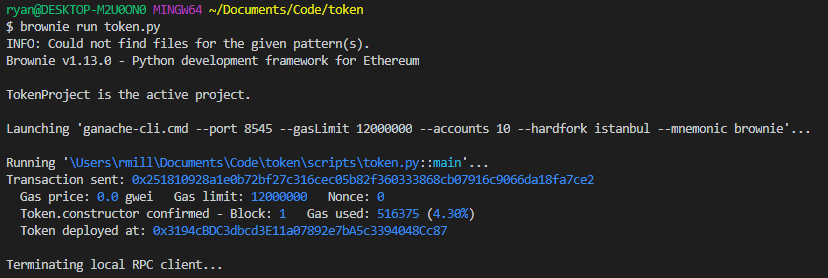 ryan@DESKTOP-M2U0ON0 MINGW64 ~/Documents/Code/token
$ brownie run token.py
INFO: Could not find files for the given pattern(s).
Brownie v1.13.0 - Python development framework for Ethereum
TokenProject is the active project.
Launching 'ganache-cli.cmd --port 8545 --gasLimit 12000000 --accounts 10 --hardfork istanbul --mnemonic brownie'...
Running '\Users\rmill\Documents\Code\token\scripts\token.py::main'...
Transaction sent: 0x251810928a1e0b72bf27c316cec05b82f360333868cb07916c9066da18fa7ce2
Gas price: 0.0 gwei   Gas limit: 12000000   Nonce: 0
Token.constructor confirmed - Block: 1   Gas used: 516375 (4.30%)
Token deployed at: 0x3194cBDC3dbcd3E11a07892e7bA5c3394048Cc87
Terminating local RPC client...